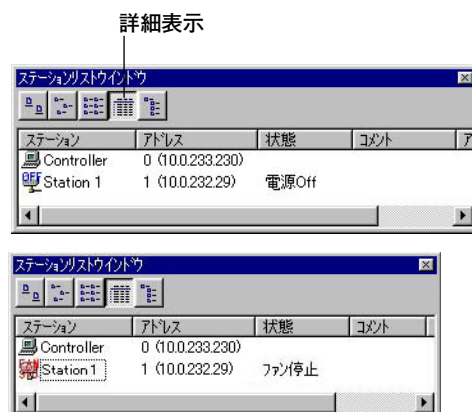 詳細表示
ステーションリストウインドウ
ステーション アドレス 状態 コメント ア
Controller 0 (10.0.233.230)
OFF Station 1 1 (10.0.232.29) 電源Off
ステーションリストウインドウ
ステーション アドレス 状態 コメント
Controller 0 (10.0.233.230)
Station 1 1 (10.0.232.29) ファン停止